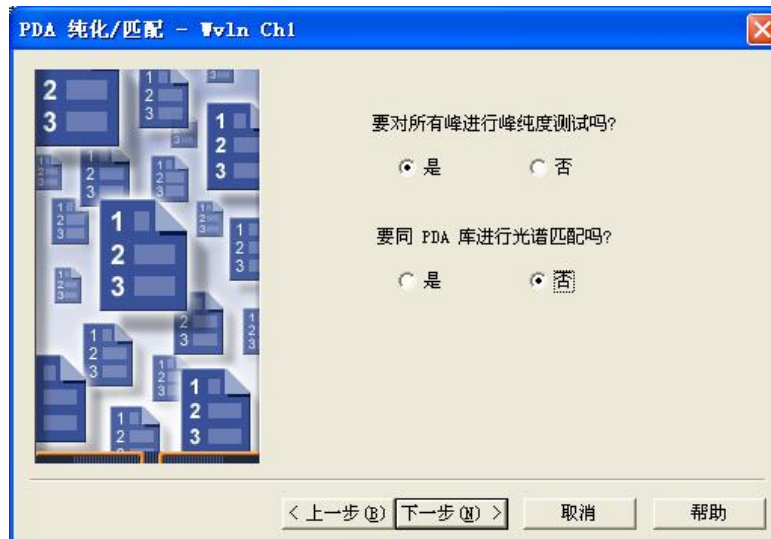 PDA 纯化/匹配 - Wvln Ch1
要对所有峰进行峰纯度测试吗?
是 否
要同 PDA 库进行光谱匹配吗?
是 否
< 上一步(B) 下一步(N) > 取消 帮助